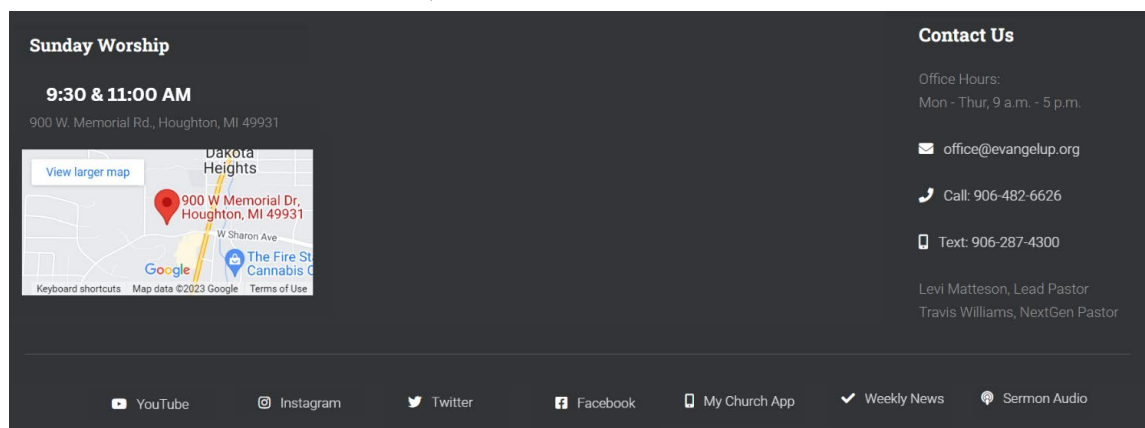 Sunday Worship
9:30 & 11:00 AM
900 W. Memorial Rd., Houghton, MI 49931
View larger map
Dakota
Heights
900 W Memorial Dr,
Houghton, MI 49931
W Sharon Ave
The Fire St
Cannabis C
Google
Keyboard shortcuts Map data ©2023 Google Terms of Use
Contact Us
Office Hours:
Mon - Thur, 9 a.m. - 5 p.m.
office@evangelup.org
Call: 906-482-6626
Text: 906-287-4300
Levi Matteson, Lead Pastor
Travis Williams, NextGen Pastor
YouTube Instagram Twitter Facebook My Church App Weekly News Sermon Audio